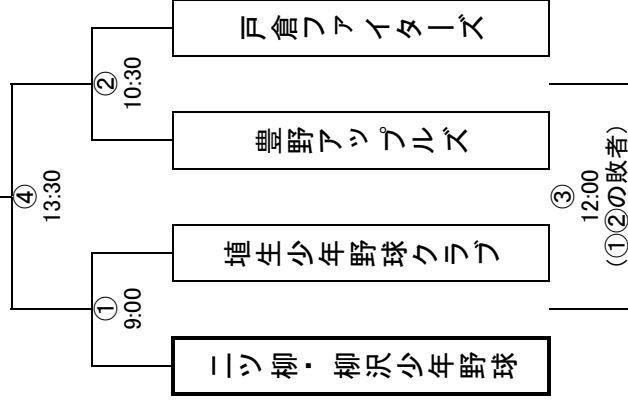 ④
13:30
①
9:00
②
10:30
二ツ柳・柳沢少年野球
埴生少年野球クラブ
豊野アップルズ
戸倉ファイターズ
③
12:00
(①②の敗者)